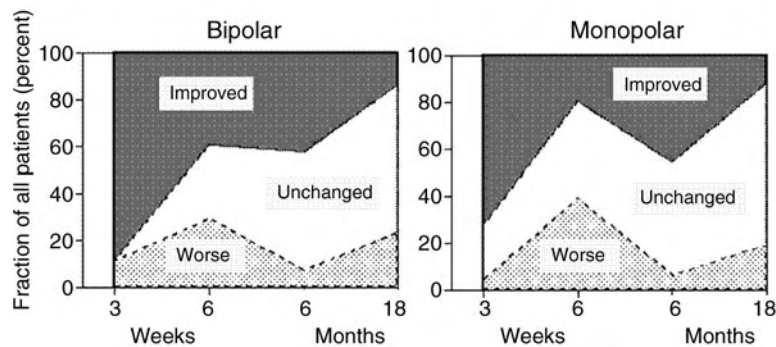 Bipolar
Monopolar
Fraction of all patients (percent)
100
80
60
40
20
0
Improved
Unchanged
Worse
3
6
6
18
Weeks
Months
100
80
60
40
20
0
Improved
Unchanged
Worse
3
6
6
18
Weeks
Months